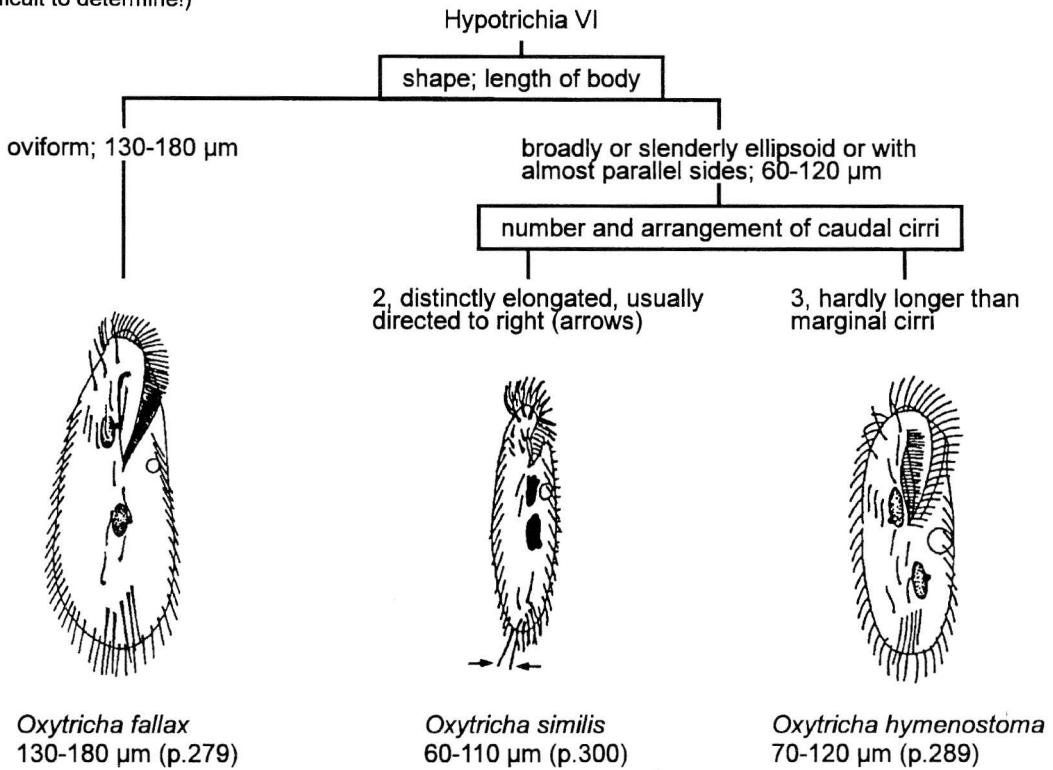 ficult to determine!)
Hypotrichia VI
shape; length of body
oviform; 130-180 µm
broadly or slenderly ellipsoid or with
almost parallel sides; 60-120 µm
number and arrangement of caudal cirri
2, distinctly elongated, usually
directed to right (arrows)
3, hardly longer than
marginal cirri
Oxytricha fallax
130-180 µm (p.279)
Oxytricha similis
60-110 µm (p.300)
Oxytricha hymenostoma
70-120 µm (p.289)